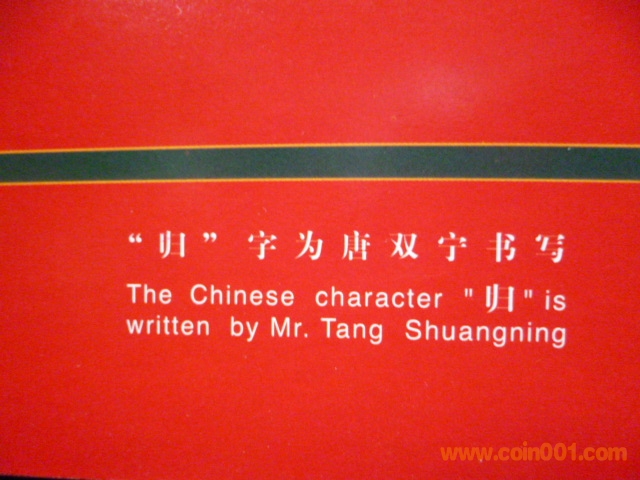 “归”字为唐双宁书写
The Chinese character "归" is
written by Mr. Tang Shuangning
www.coin001.com